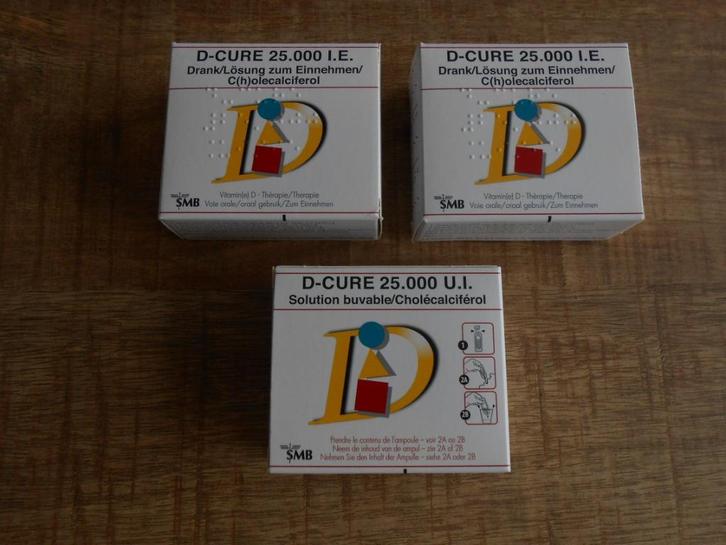 D-CURE 25.000 I.E.
Drank/Lösung zum Einnehmen/
C(h)olecalciferol
D
Vitamin(e) D - Thérapie/Therapie
Voie orale/oraal gebruik/Zum Einnehmen
SMB
D-CURE 25.000 I.E.
Drank/Lösung zum Einnehmen/
C(h)olecalciferol
D
Vitamin(e) D - Thérapie/Therapie
Voie orale/oraal gebruik/Zum Einnehmen
SMB
D-CURE 25.000 U.I.
Solution buvable/Cholécalciférol
D
1
2A
2B
Prendre le contenu de l'ampoule – voir 2A ou 2B
Neem de inhoud van de ampul – zie 2A of 2B
Nehmen Sie den Inhalt der Ampulle – siehe 2A oder 2B
SMB